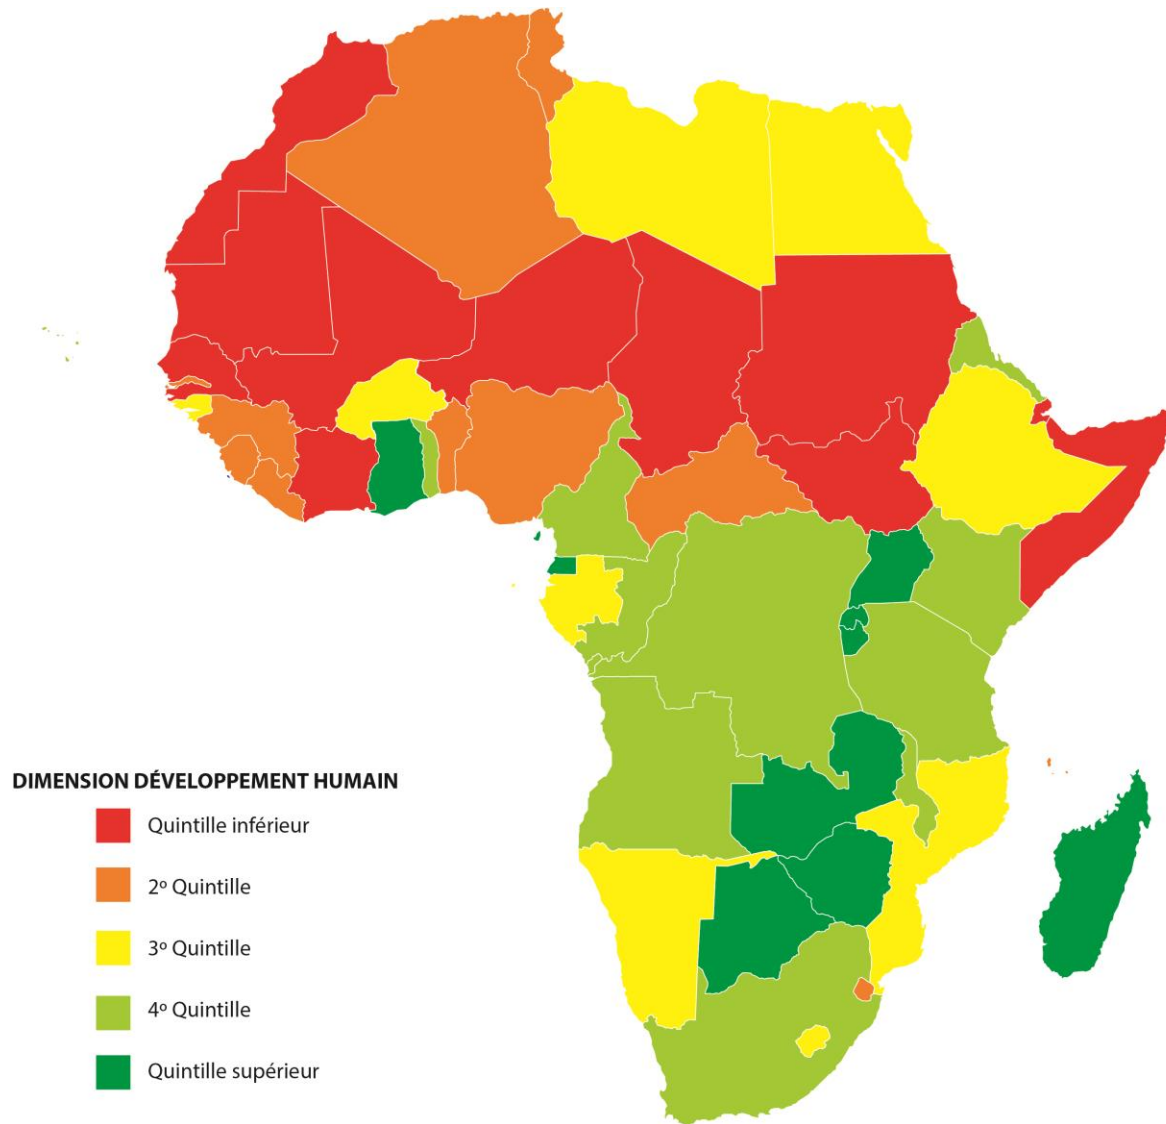 DIMENSION DÉVELOPPEMENT HUMAIN
Quintille inférieur
2º Quintille
3º Quintille
4º Quintille
Quintille supérieur